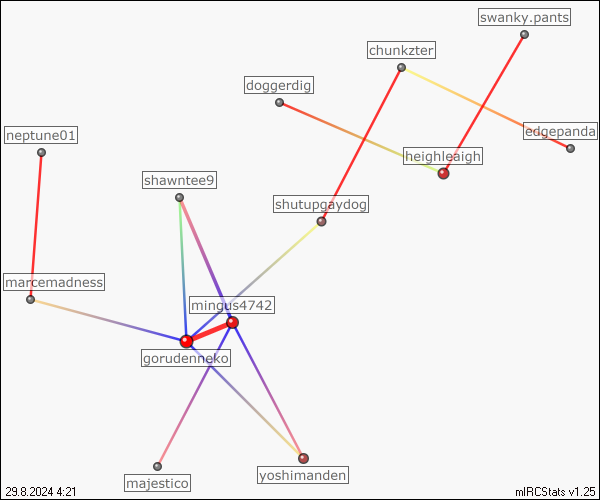 swanky.pants
chunkzter
doggerdig
edgepanda
neptune01
heighleaigh
shawntee9
shutupgaydog
marcemadness
mingus4742
gorudenneko
yoshimanden
majestico
29.8.2024 4:21
mIRCStats v1.25